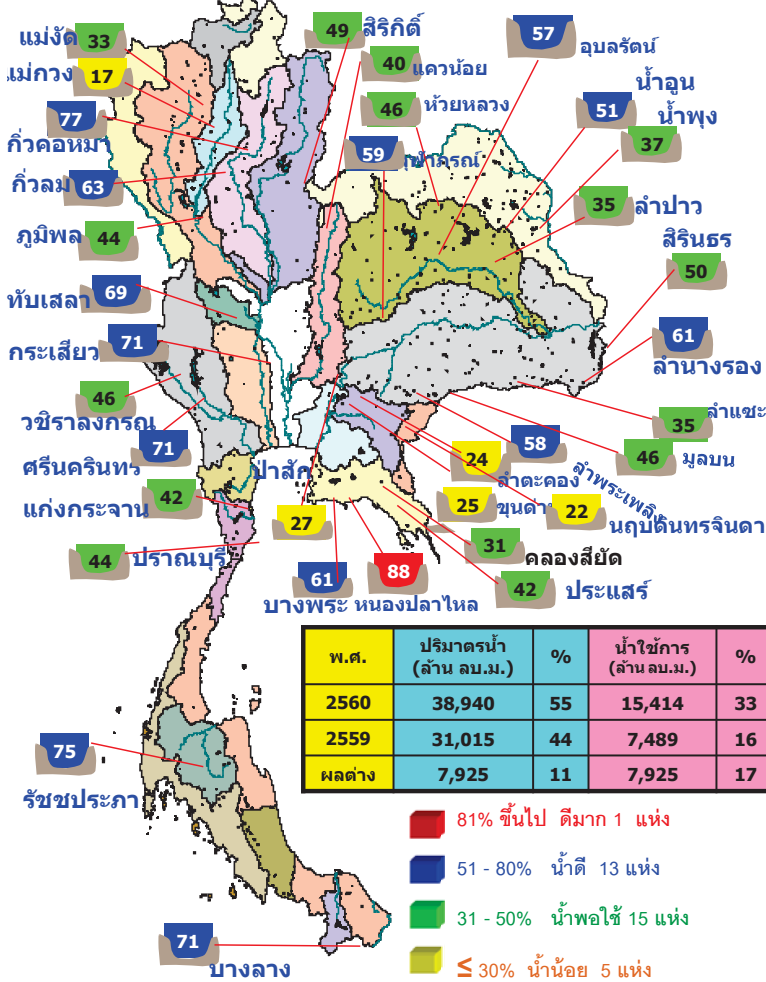 แม่งัด
33
49
สิริกิติ์
57
อุบลรัตน์
17
40
แควน้อย
น้ำอูน
77
46
ห้วยหลวง
51
น้ำพุง
กิ่วคอหมา
59
37
กิ่วลม
63
35
ลำปาว
ภูมิพล
44
สิรินธร
50
ทับเสลา
69
กระเสียว
71
61
ลำนางรอง
46
วชิราลงกรณ
35
ลำแซะ
71
58
46
มูลบน
ศรีนครินทร์
ป่าสัก
24
ลำตะคอง
ลำพระเพลิง
แก่งกระจาน
42
27
25
22
นฤบดินทรจินดา
44
ปราณบุรี
31
คลองสียัด
61
88
42
ประแสร์
บางพระ
หนองปลาไหล
พ.ศ. ปริมาตรน้ำ (ล้าน ลบ.ม.) % น้ำใช้การ (ล้าน ลบ.ม.) %
2560 38,940 55 15,414 33
2559 31,015 44 7,489 16
ผลต่าง 7,925 11 7,925 17
75
รัชชประภา
81% ขึ้นไป ดีมาก 1 แห่ง
51 - 80% น้ำดี 13 แห่ง
31 - 50% น้ำพอใช้ 15 แห่ง
≤ 30% น้ำน้อย 5 แห่ง
71
บางลาง